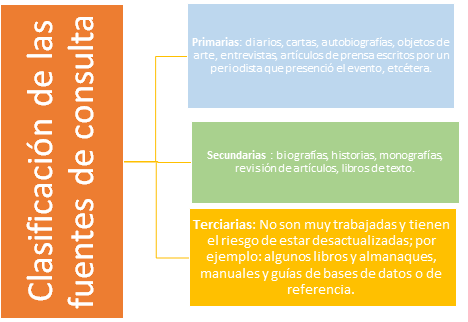 Clasificación de las
fuentes de consulta
Primarias: diarios, cartas, autobiografías, objetos de
arte, entrevistas, artículos de prensa escritos por un
periodista que presenció el evento, etcétera.
Secundarias : biografías, historias, monografías,
revisión de artículos, libros de texto.
Terciarias: No son muy trabajadas y tienen
el riesgo de estar desactualizadas; por
ejemplo: algunos libros y almanaques,
manuales y guías de bases de datos o de
referencia.